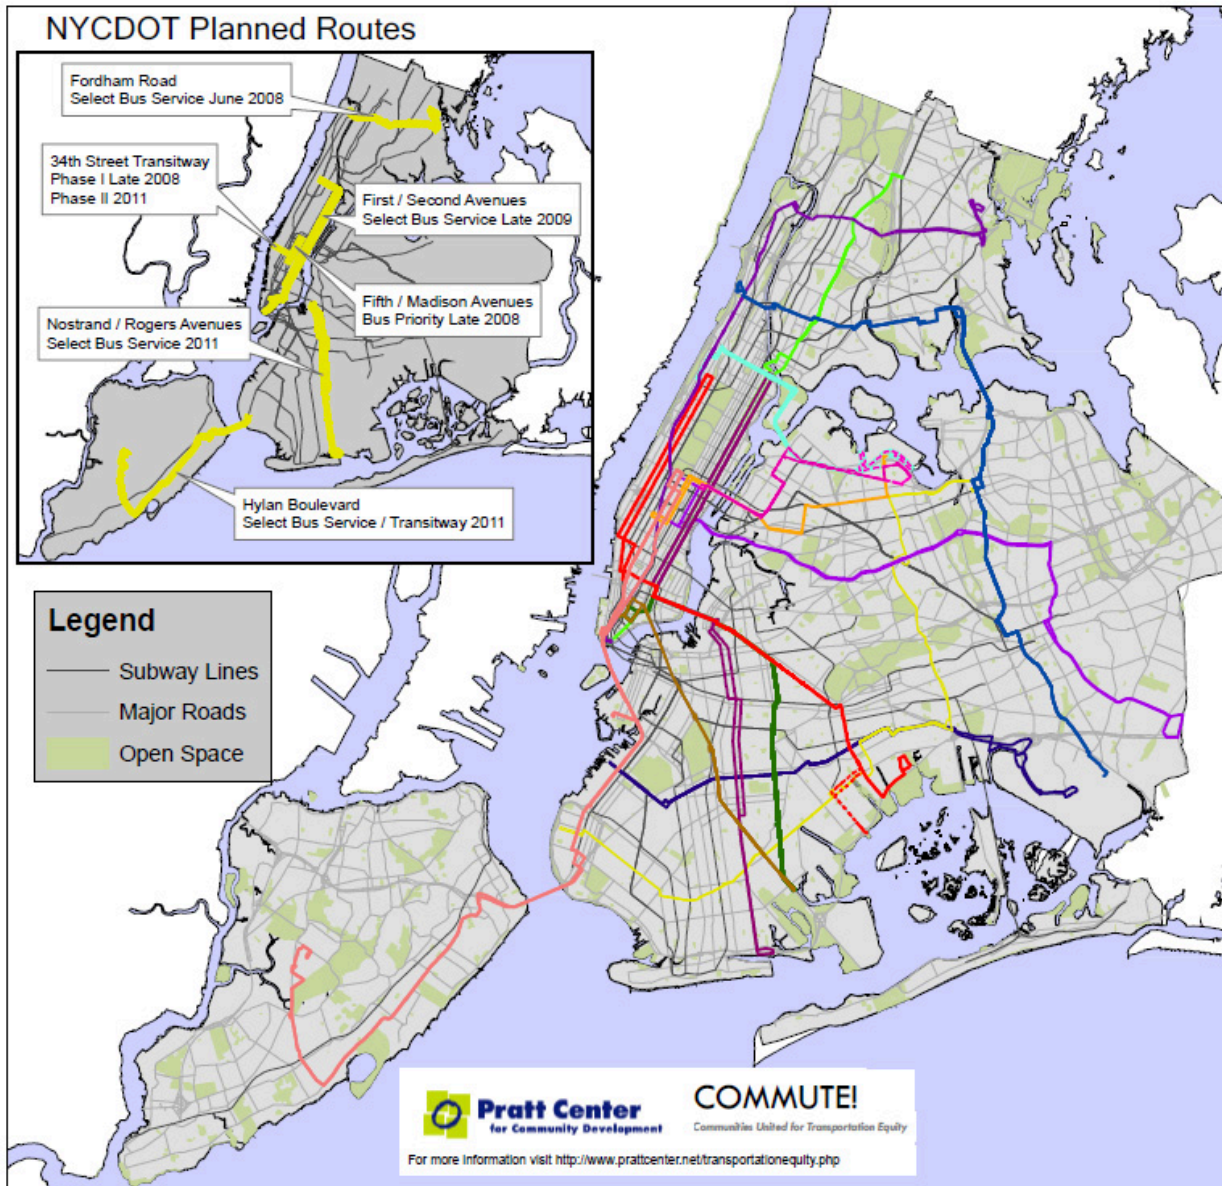 NYCDOT Planned Routes
Fordham Road
Select Bus Service June 2008
34th Street Transitway
Phase I Late 2008
Phase II 2011
First / Second Avenues
Select Bus Service Late 2009
Fifth / Madison Avenues
Bus Priority Late 2008
Nostrand / Rogers Avenues
Select Bus Service 2011
Hylan Boulevard
Select Bus Service / Transitway 2011
Legend
Subway Lines
Major Roads
Open Space
Pratt Center
for Community Development
COMMUTE!
Communities United for Transportation Equity
For more information visit http://www.prattcenter.net/transportationequity.php